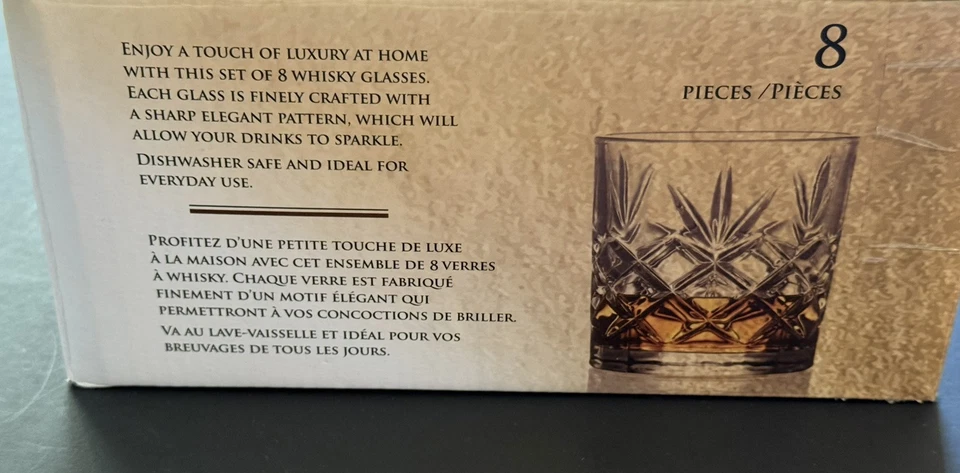 ENJOY A TOUCH OF LUXURY AT HOME
WITH THIS SET OF 8 WHISKY GLASSES.
EACH GLASS IS FINELY CRAFTED WITH
A SHARP ELEGANT PATTERN, WHICH WILL
ALLOW YOUR DRINKS TO SPARKLE.
DISHWASHER SAFE AND IDEAL FOR
EVERYDAY USE.
PROFITEZ D'UNE PETITE TOUCHE DE LUXE
À LA MAISON AVEC CET ENSEMBLE DE 8 VERRES
À WHISKY. CHAQUE VERRE EST FABRIQUÉ
FINEMENT D'UN MOTIF ÉLÉGANT QUI
PERMETTRONT À VOS CONCOCTIONS DE BRILLER.
VA AU LAVE-VAISSELLE ET IDÉAL POUR VOS
BREUVAGES DE TOUS LES JOURS.
8
PIECES /PIÈCES